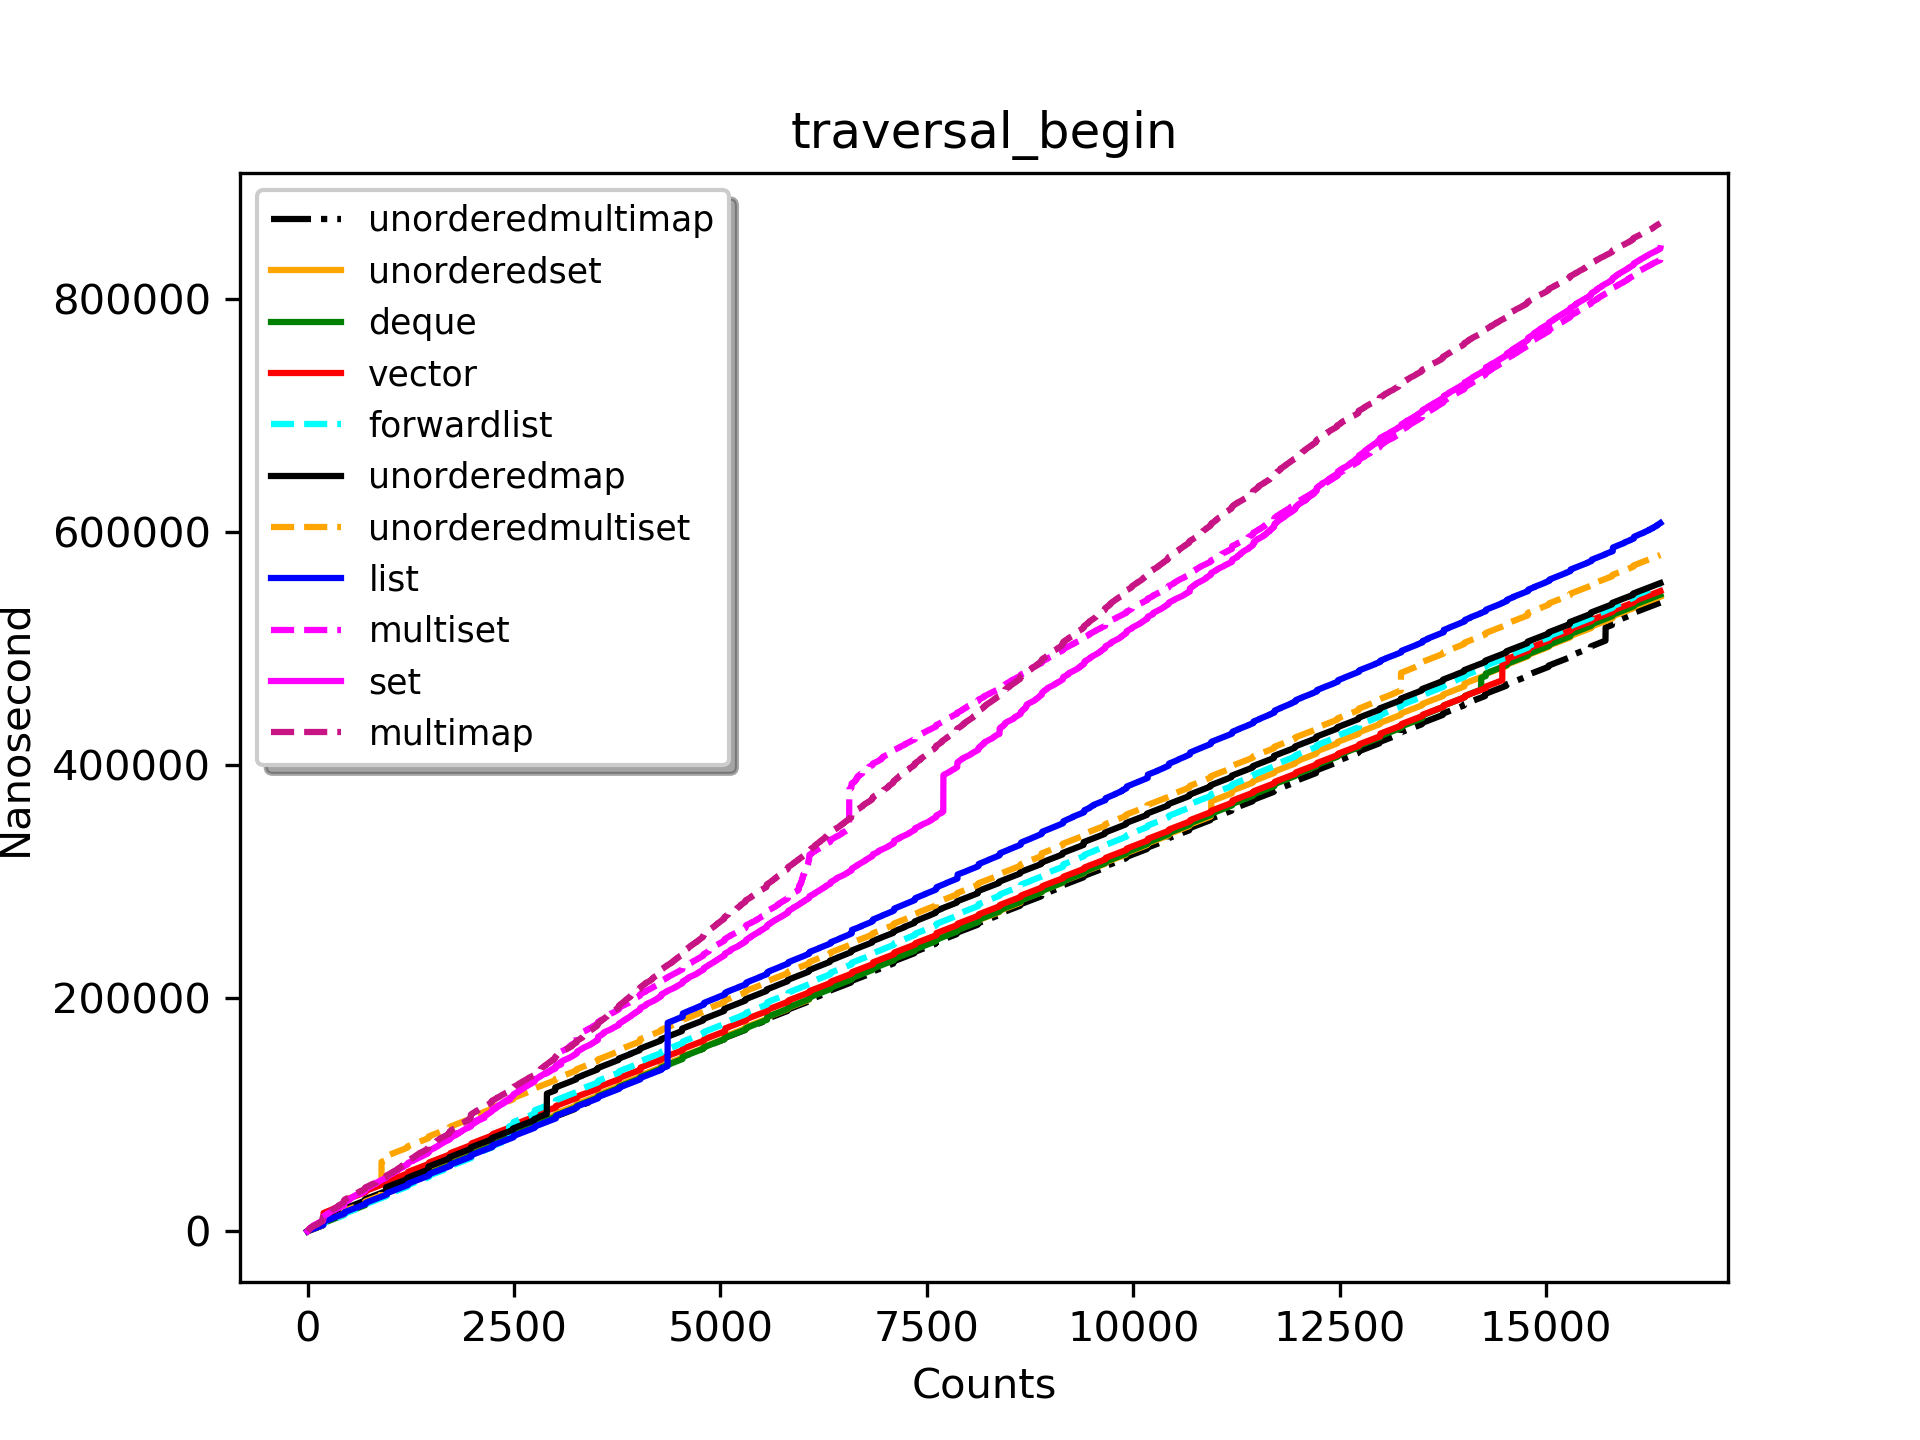 traversal_begin
unorderedmultimap
unorderedset
deque
vector
forwardlist
unorderedmap
unorderedmultiset
list
multiset
set
multimap
800000
600000
400000
200000
0
Nanosecond
0 2500 5000 7500 10000 12500 15000
Counts